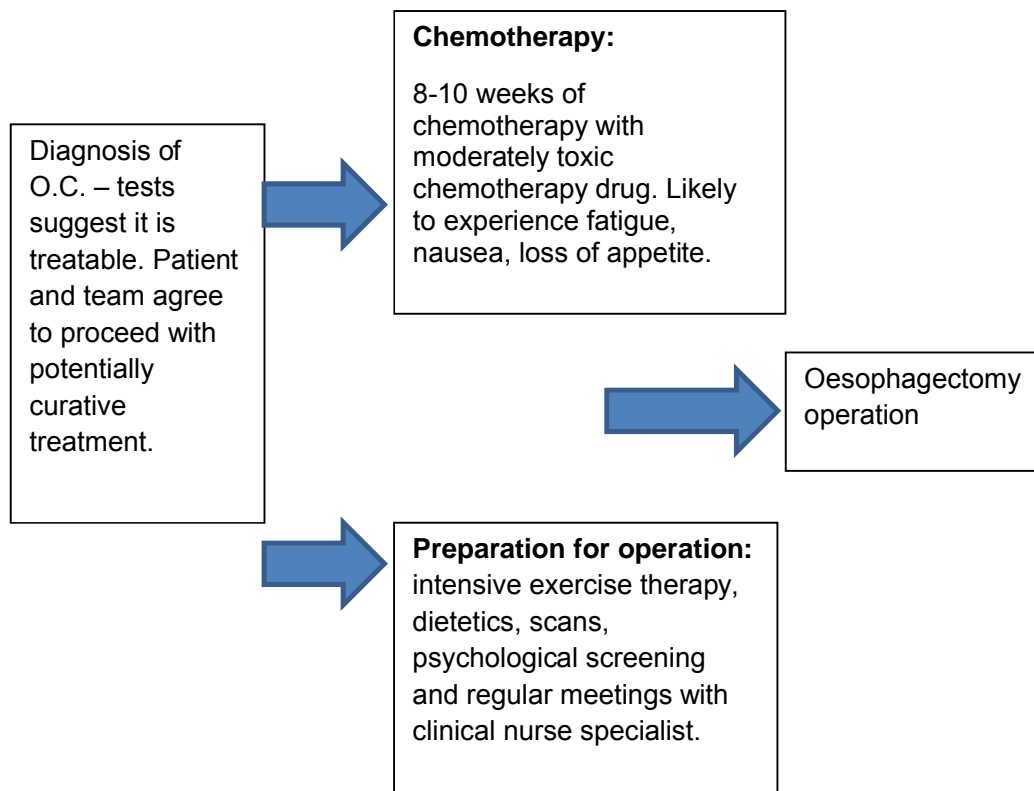 Diagnosis of
O.C. – tests
suggest it is
treatable. Patient
and team agree
to proceed with
potentially
curative
treatment.
Chemotherapy:
8-10 weeks of
chemotherapy with
moderately toxic
chemotherapy drug. Likely
to experience fatigue,
nausea, loss of appetite.
Preparation for operation:
intensive exercise therapy,
dietetics, scans,
psychological screening
and regular meetings with
clinical nurse specialist.
Oesophagectomy
operation